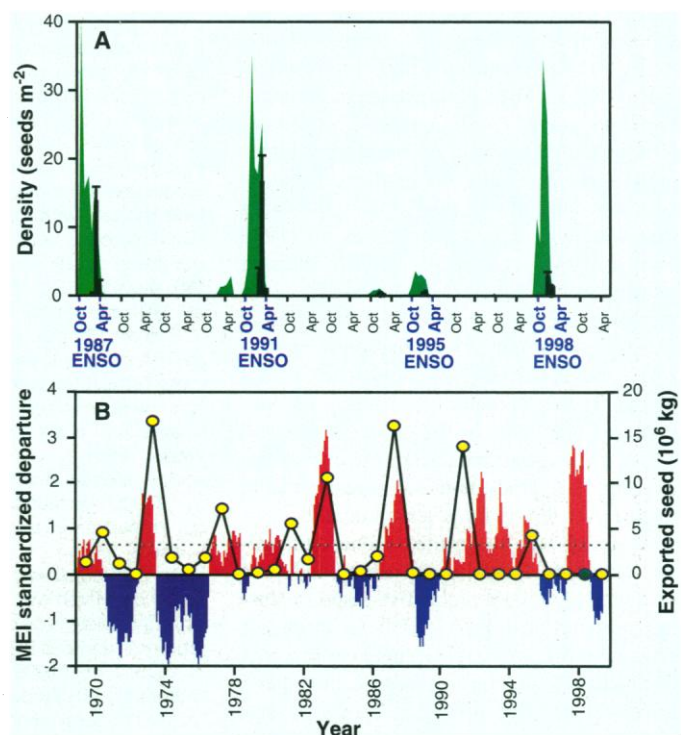 A
Density (seeds m-2)
40
30
20
10
0
Oct Apr Oct Apr Oct Apr Oct Apr Oct Apr Oct Apr Oct Apr Oct Apr Oct Apr Oct Apr Oct Apr Oct Apr Oct Apr
1987 1991 1995 1998
ENSO ENSO ENSO ENSO
B
MEI standardized departure
4
3
2
1
0
-1
-2
20
15
10
5
0
Exported seed (10^6 kg)
1970 1974 1978 1982 1986 1990 1994 1998
Year